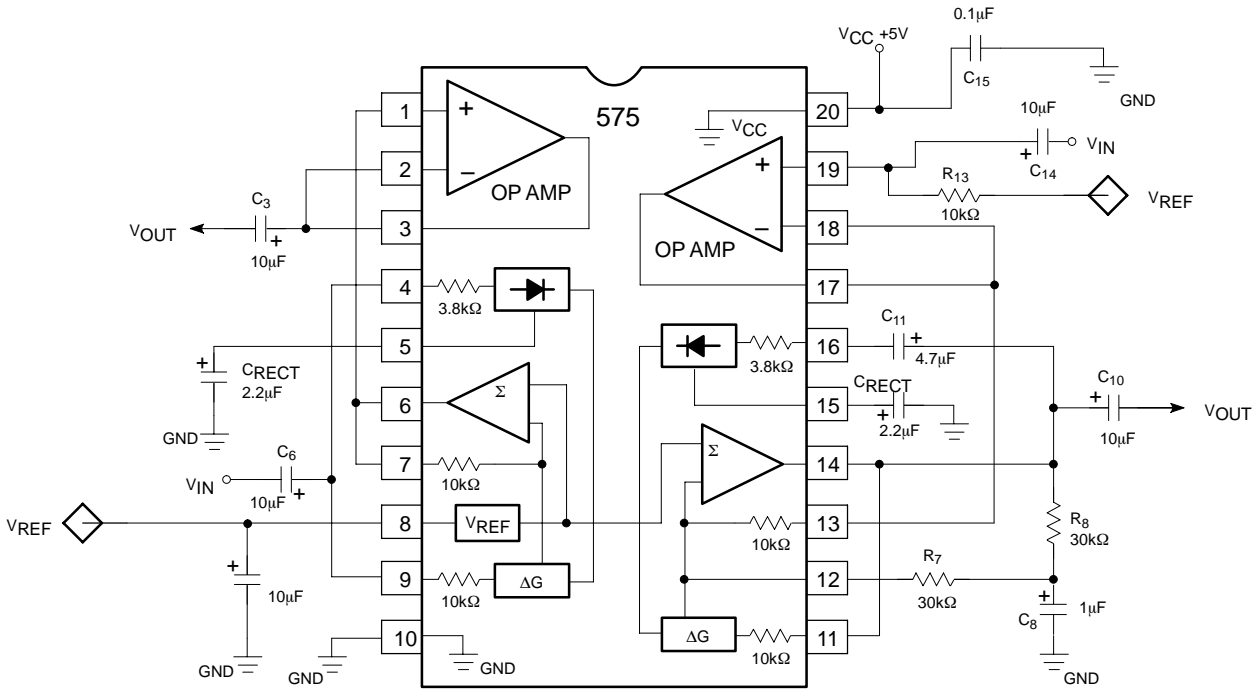 0.1μF
VCC +5V
C15
GND
575
1
+
20
VCC
10μF
VIN
C14
+
2
−
OP AMP
19
+
R13
10kΩ
VREF
C3
VOUT
+
10μF
3
18
−
OP AMP
17
4
3.8kΩ
16
3.8kΩ
C11
+
4.7μF
5
+
CRECT
2.2μF
GND
15
CRECT
+
2.2μF
C10
+
10μF
VOUT
6
Σ
Σ
14
C6
VIN
10μF
+
7
10kΩ
VREF
8
VREF
13
10kΩ
R8
30kΩ
+
10μF
GND
9
10kΩ
ΔG
12
R7
30kΩ
+
1μF
C8
GND
10
GND
GND
ΔG
10kΩ
11